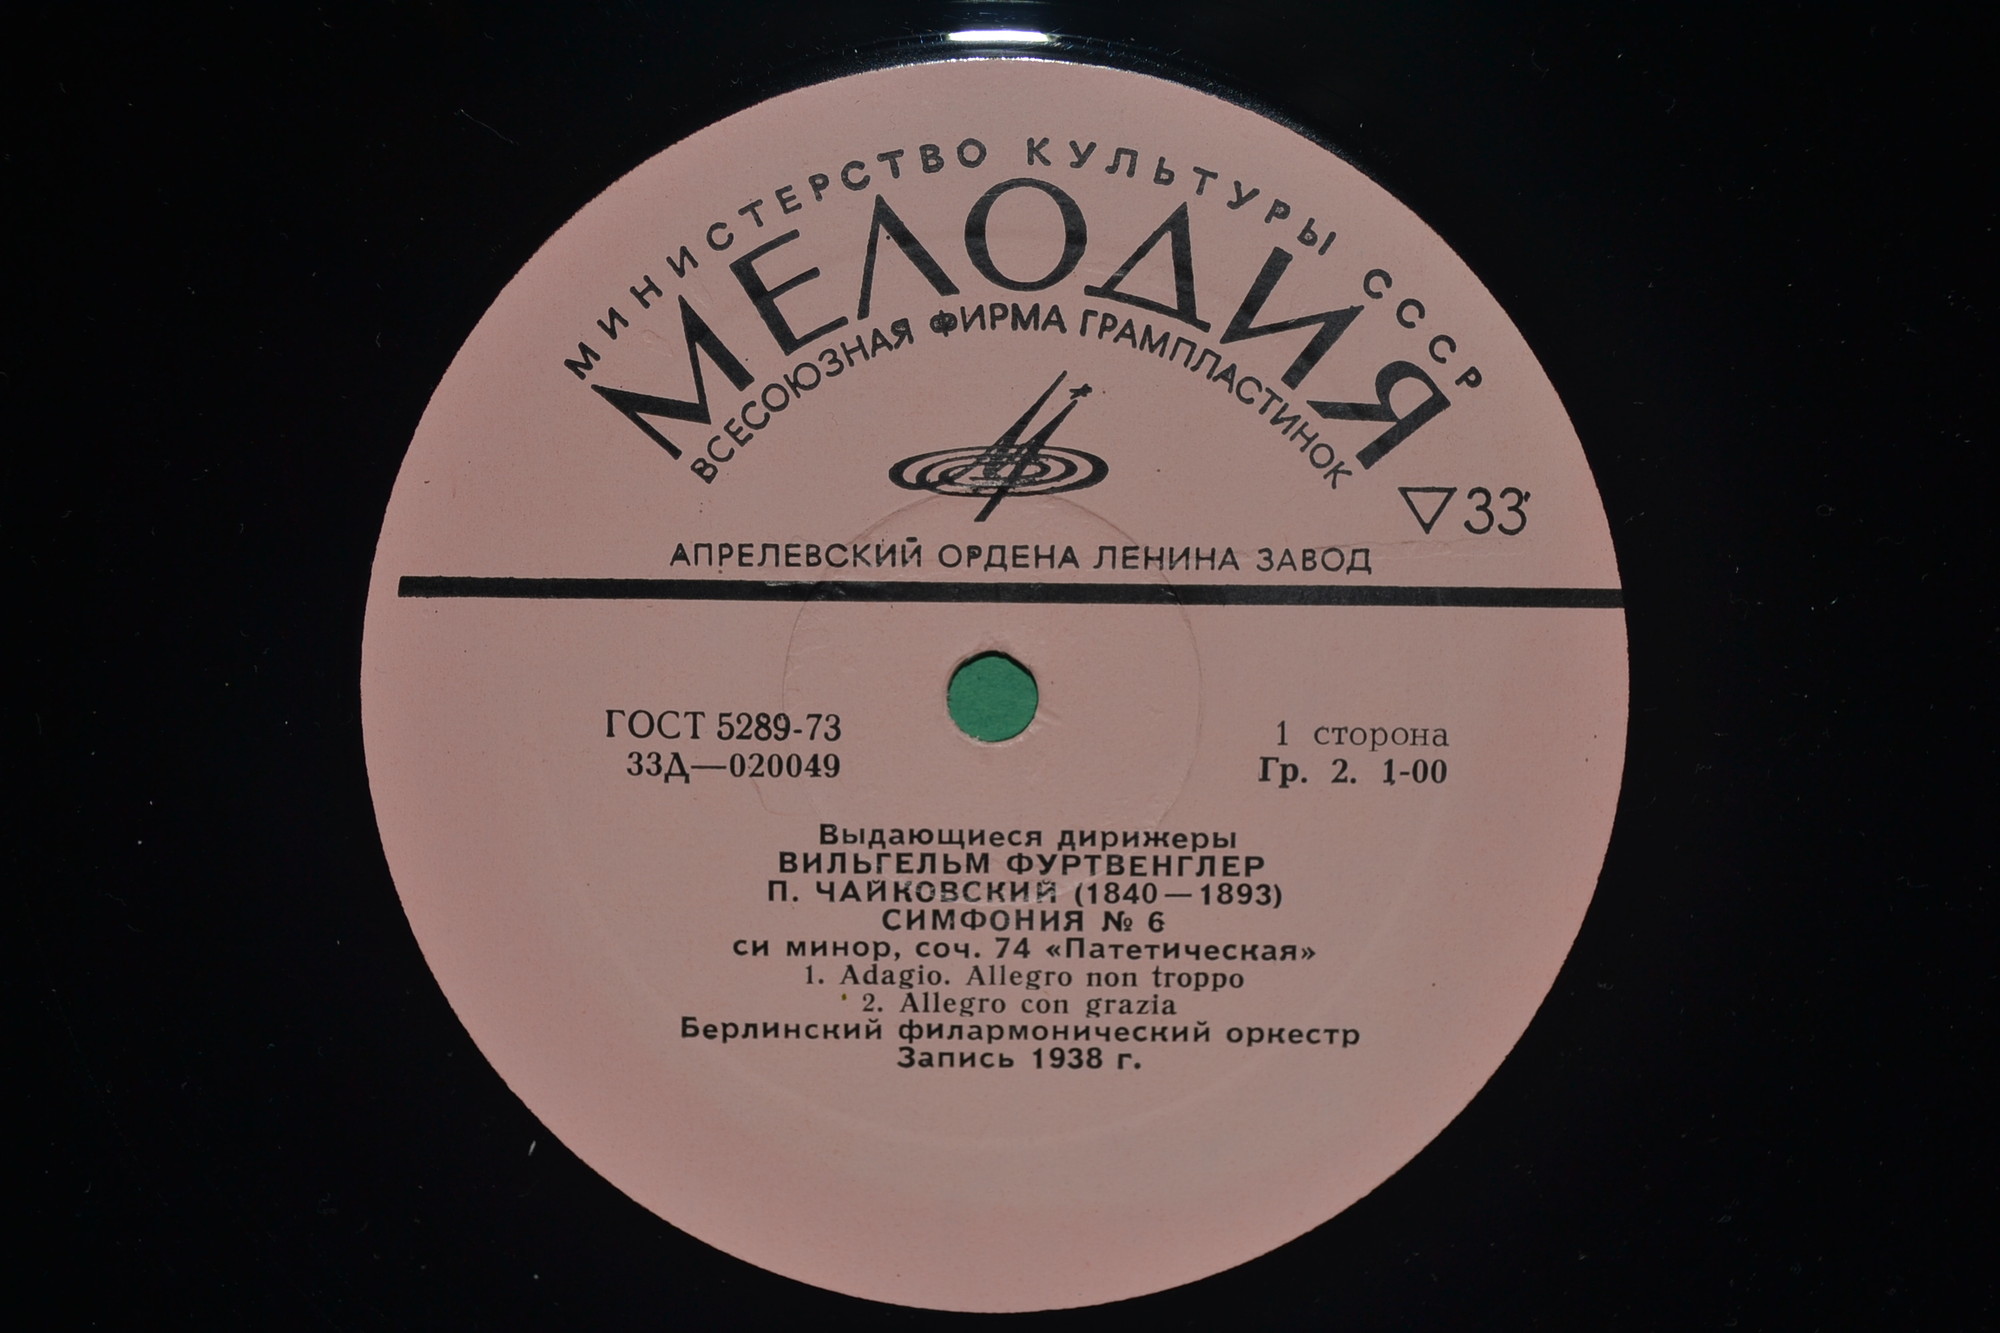 МИНИСТЕРСТВО КУЛЬТУРЫ СССР
МЕЛОДИЯ
ВСЕСОЮЗНАЯ ФИРМА ГРАМПЛАСТИНОК
33
АПРЕЛЕВСКИЙ ОРДЕНА ЛЕНИНА ЗАВОД
ГОСТ 5289-73
33Д—020049
1 сторона
Гр. 2. 1-00
Выдающиеся дирижеры
ВИЛЬГЕЛЬМ ФУРТВЕНГЛЕР
П. ЧАЙКОВСКИЙ (1840—1893)
СИМФОНИЯ № 6
си минор, соч. 74 «Патетическая»
1. Adagio. Allegro non troppo
2. Allegro con grazia
Берлинский филармонический оркестр
Запись 1938 г.